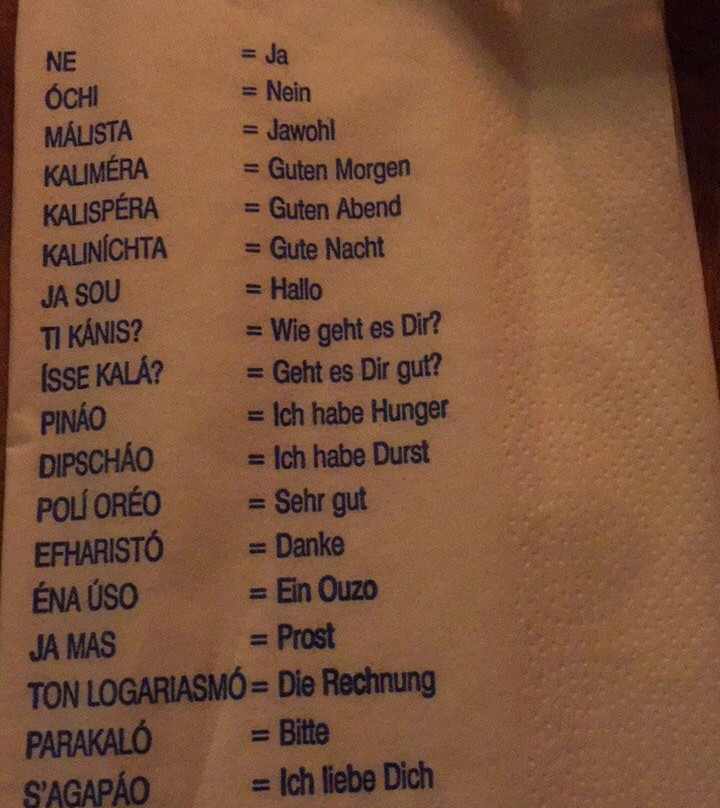 NE = Ja
ÓCHI = Nein
MÁLISTA = Jawohl
KALIMÉRA = Guten Morgen
KALISPÉRA = Guten Abend
KALINÍCHTA = Gute Nacht
JA SOU = Hallo
TI KÁNIS? = Wie geht es Dir?
ÍSSE KALÁ? = Geht es Dir gut?
PINÁO = Ich habe Hunger
DIPSCHÁO = Ich habe Durst
POLÍ ORÉO = Sehr gut
EFHARISTÓ = Danke
ÉNA ÚSO = Ein Ouzo
JA MAS = Prost
TON LOGARIASMÓ = Die Rechnung
PARAKALÓ = Bitte
S'AGAPÁO = Ich liebe Dich